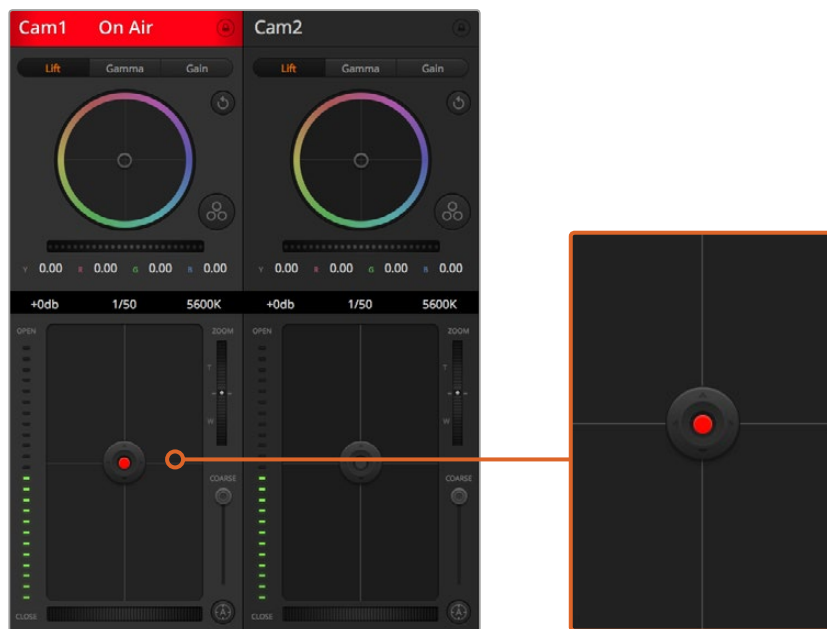 Cam1 On Air Cam2
Lift Gamma Gain Lift Gamma Gain
Y 0.00 R 0.00 G 0.00 B 0.00 Y 0.00 R 0.00 G 0.00 B 0.00
+0db 1/50 5600K +0db 1/50 5600K
OPEN ZOOM OPEN ZOOM
T T
W W
COARSE COARSE
CLOSE A CLOSE A